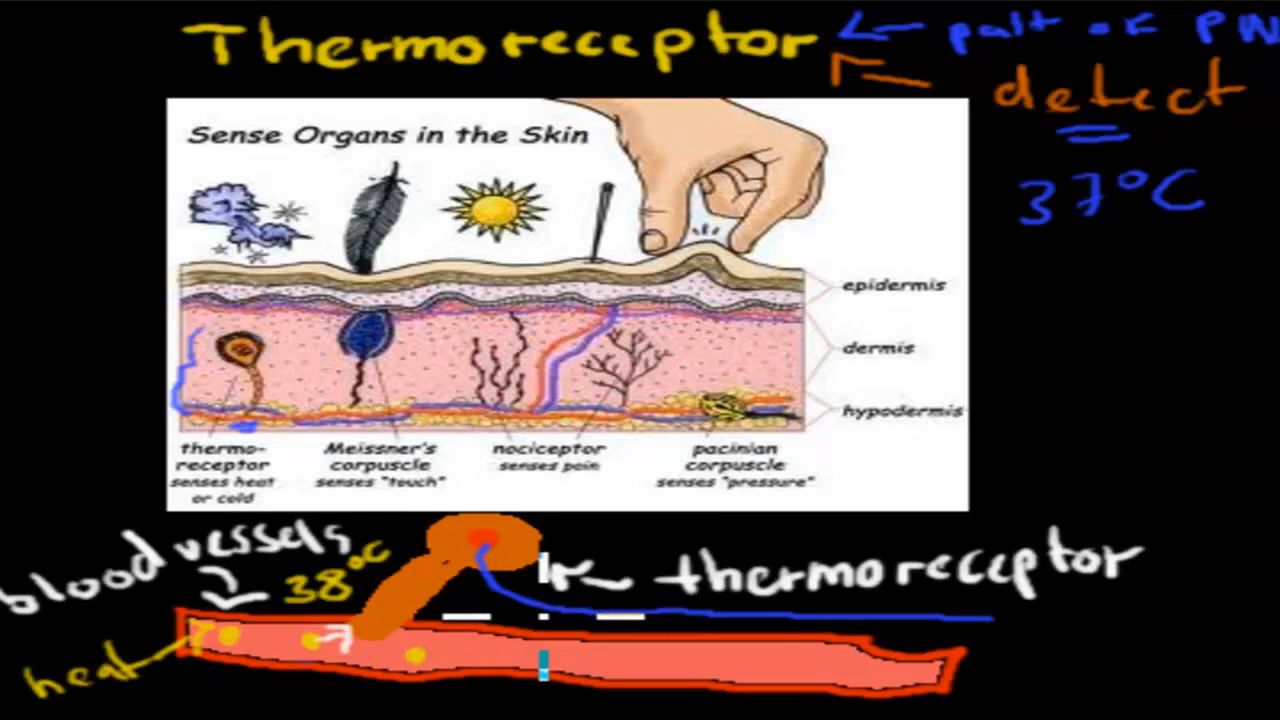 Thermoreceptor
part of PN
detect
37°C
Sense Organs in the Skin
epidermis
dermis
hypodermis
thermo-
receptor
senses heat
or cold
Meissner's
corpuscle
senses "touch"
nociceptor
senses pain
pacinian
corpuscle
senses "pressure"
blood vessels
38°C
thermoreceptor
heat